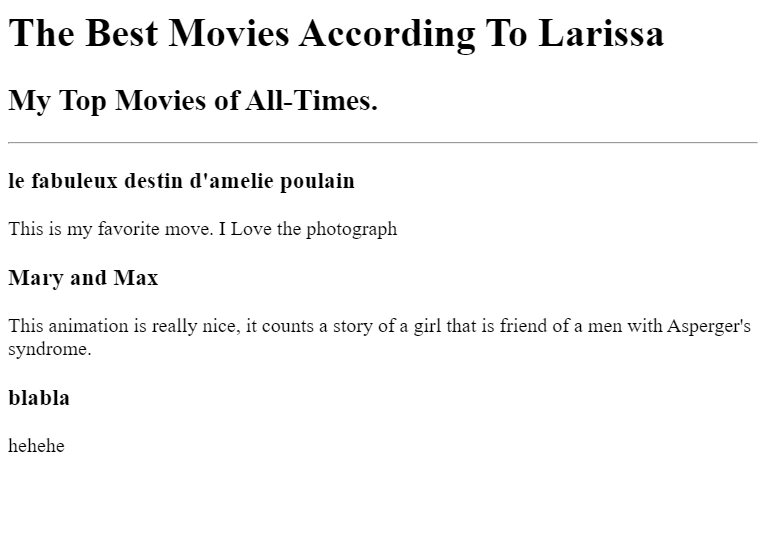 The Best Movies According To Larissa
My Top Movies of All-Times.
le fabuleux destin d'amelie poulain
This is my favorite move. I Love the photograph
Mary and Max
This animation is really nice, it counts a story of a girl that is friend of a men with Asperger's
syndrome.
blabla
hehehe